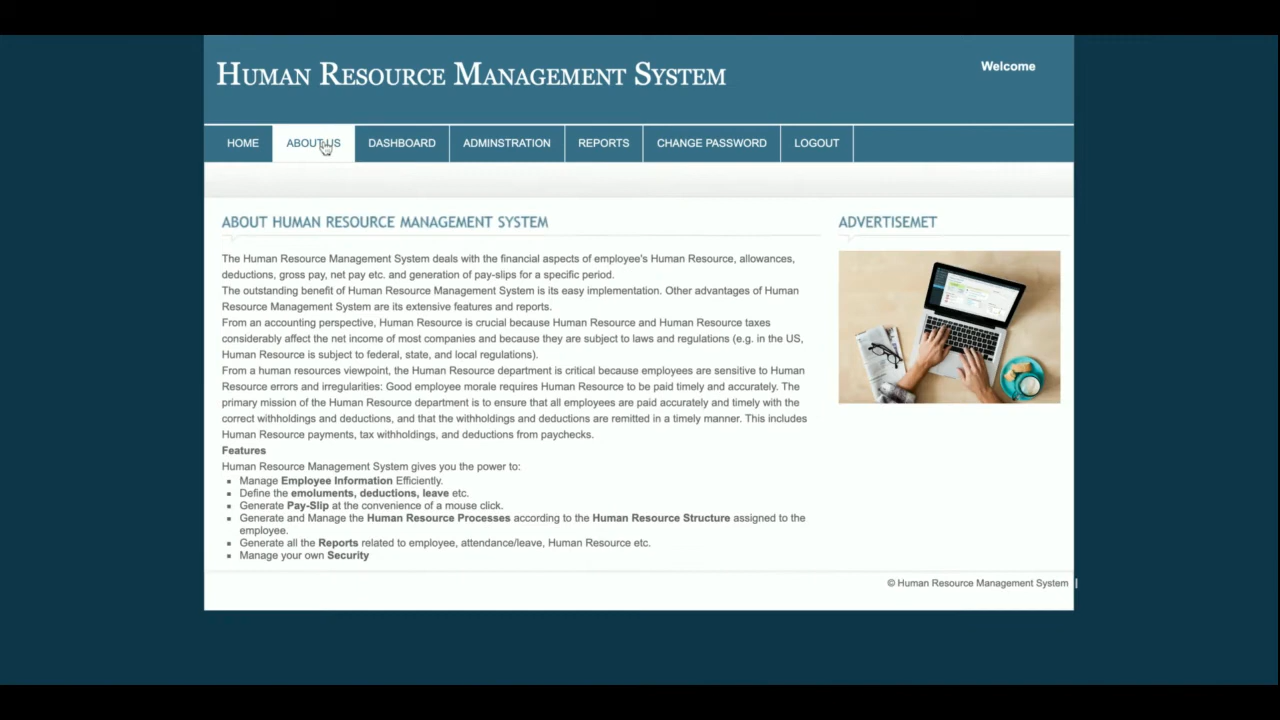 Human Resource Management System
Welcome
HOME
ABOUT US
DASHBOARD
ADMINSTRATION
REPORTS
CHANGE PASSWORD
LOGOUT
ABOUT HUMAN RESOURCE MANAGEMENT SYSTEM
The Human Resource Management System deals with the financial aspects of employee's Human Resource, allowances,
deductions, gross pay, net pay etc. and generation of pay-slips for a specific period.
The outstanding benefit of Human Resource Management System is its easy implementation. Other advantages of Human
Resource Management System are its extensive features and reports.
From an accounting perspective, Human Resource is crucial because Human Resource and Human Resource taxes
considerably affect the net income of most companies and because they are subject to laws and regulations (e.g. in the US,
Human Resource is subject to federal, state, and local regulations).
From a human resources viewpoint, the Human Resource department is critical because employees are sensitive to Human
Resource errors and irregularities: Good employee morale requires Human Resource to be paid timely and accurately. The
primary mission of the Human Resource department is to ensure that all employees are paid accurately and timely with the
correct withholdings and deductions, and that the withholdings and deductions are remitted in a timely manner. This includes
Human Resource payments, tax withholdings, and deductions from paychecks.
Features
Human Resource Management System gives you the power to:
Manage Employee Information Efficiently.
Define the emoluments, deductions, leave etc.
Generate Pay-Slip at the convenience of a mouse click.
Generate and Manage the Human Resource Processes according to the Human Resource Structure assigned to the
employee.
Generate all the Reports related to employee, attendance/leave, Human Resource etc.
Manage your own Security
ADVERTISEMET
© Human Resource Management System |